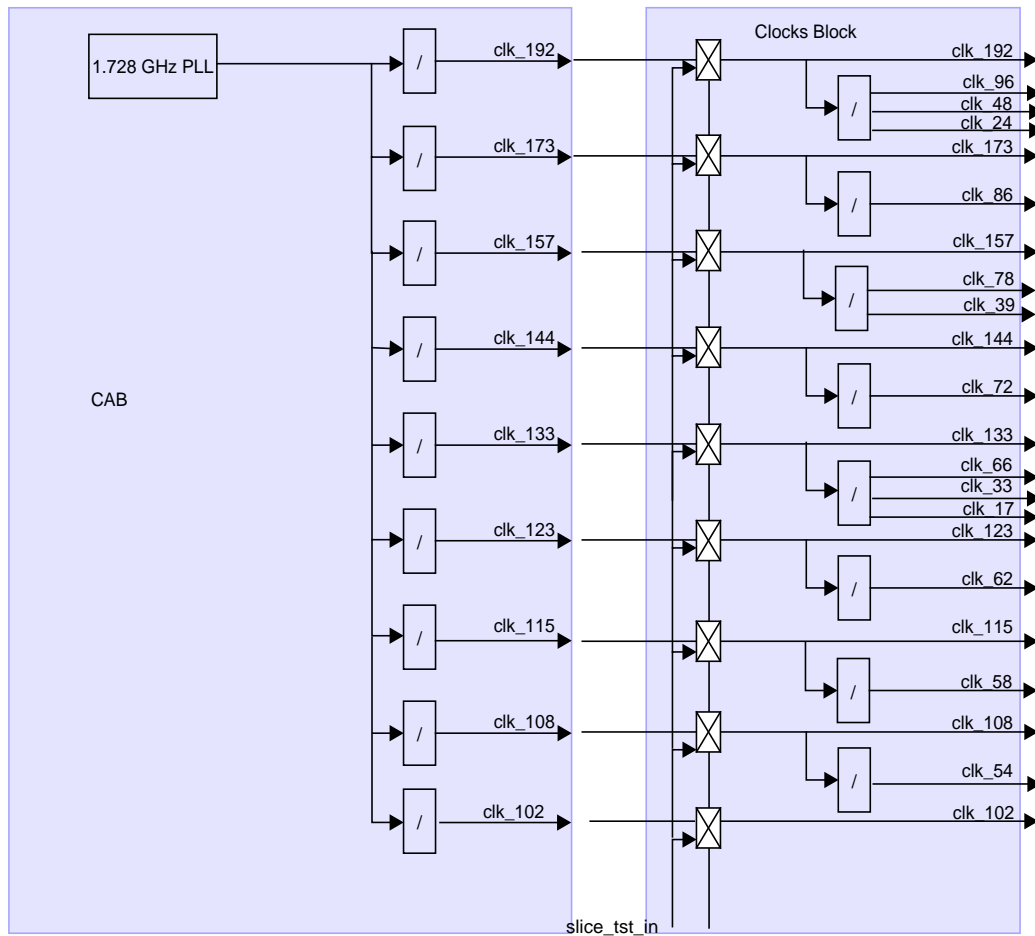 Clocks Block
1.728 GHz PLL
/
clk_192
clk_192
clk_96
/
clk_48
clk_24
/
clk_173
clk_173
/
clk_86
/
clk_157
clk_157
/
clk_78
clk_39
/
clk_144
clk_144
/
clk_72
CAB
/
clk_133
clk_133
/
clk_66
clk_33
clk_17
/
clk_123
clk_123
/
clk_62
/
clk_115
clk_115
/
clk_58
/
clk_108
clk_108
/
clk_54
/
clk_102
clk_102
slice_tst_in